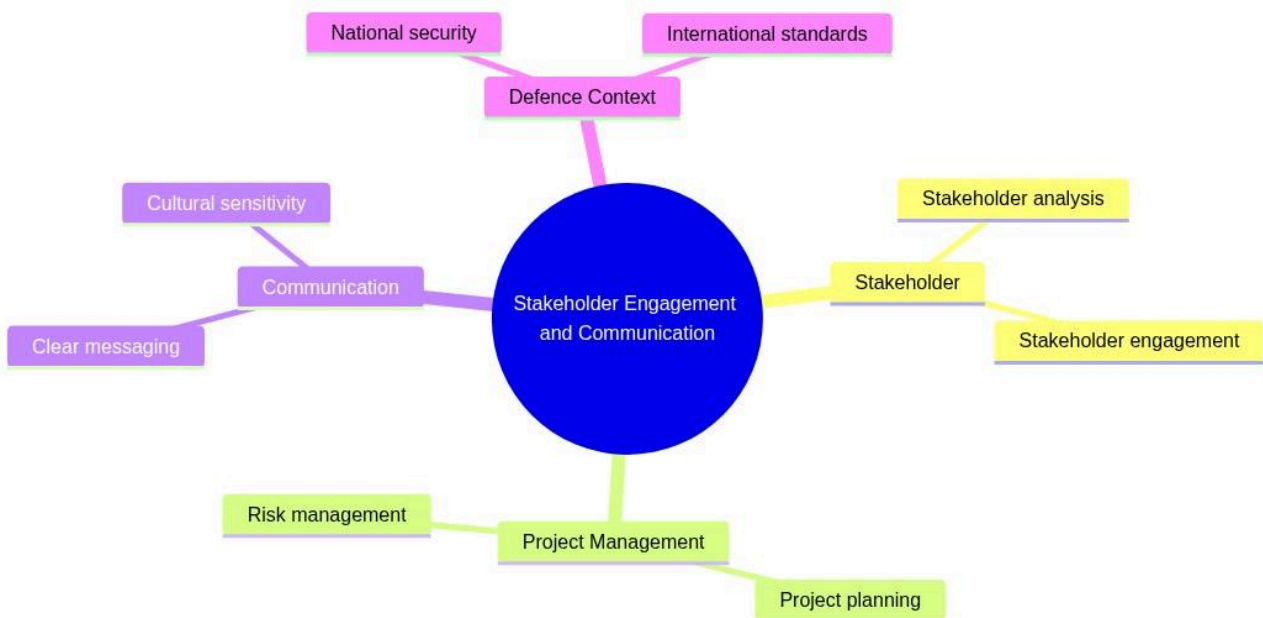 National security
International standards
Defence Context
Cultural sensitivity
Stakeholder analysis
Communication
Stakeholder
Stakeholder Engagement
and Communication
Clear messaging
Stakeholder engagement
Risk management
Project Management
Project planning